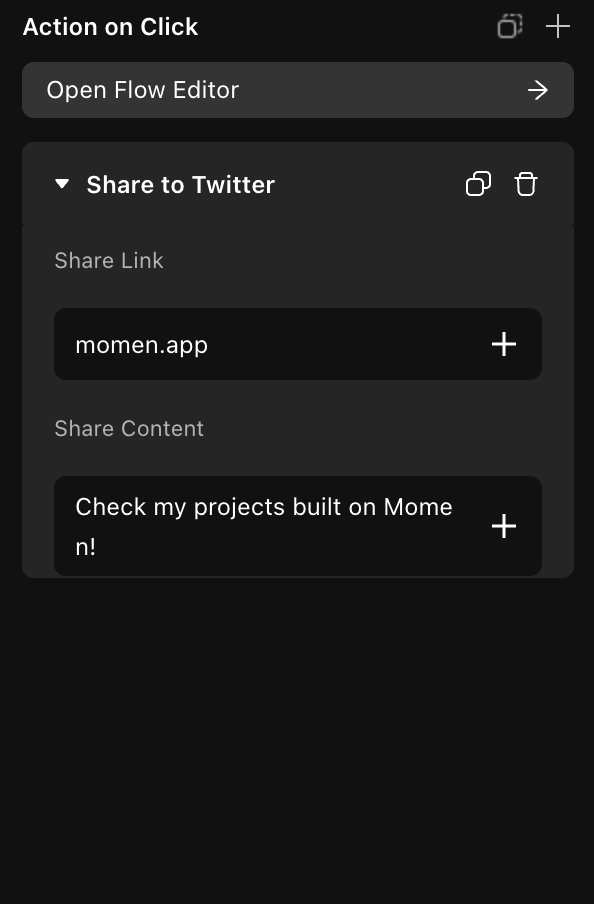 Action on Click
Open Flow Editor
Share to Twitter
Share Link
momen.app
Share Content
Check my projects built on Mome
n!